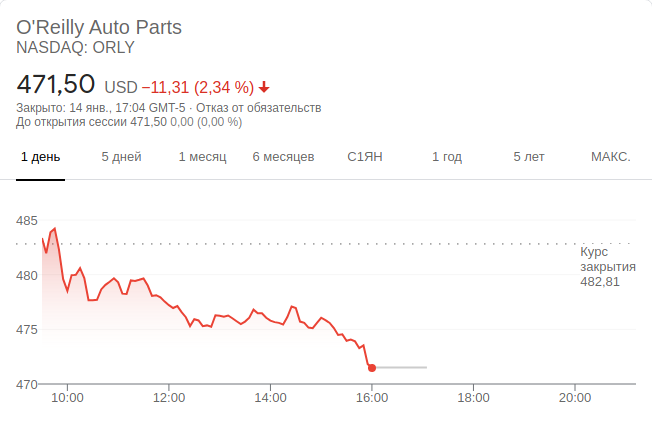 O'Reilly Auto Parts
NASDAQ: ORLY
471,50 USD −11,31 (2,34 %)
Закрыто: 14 янв., 17:04 GMT-5 · Отказ от обязательств
До открытия сессии 471,50 0,00 (0,00 %)
1 день 5 дней 1 месяц 6 месяцев С1ЯН 1 год 5 лет МАКС.
485
Курс
закрытия
482,81
480
475
470
10:00 12:00 14:00 16:00 18:00 20:00